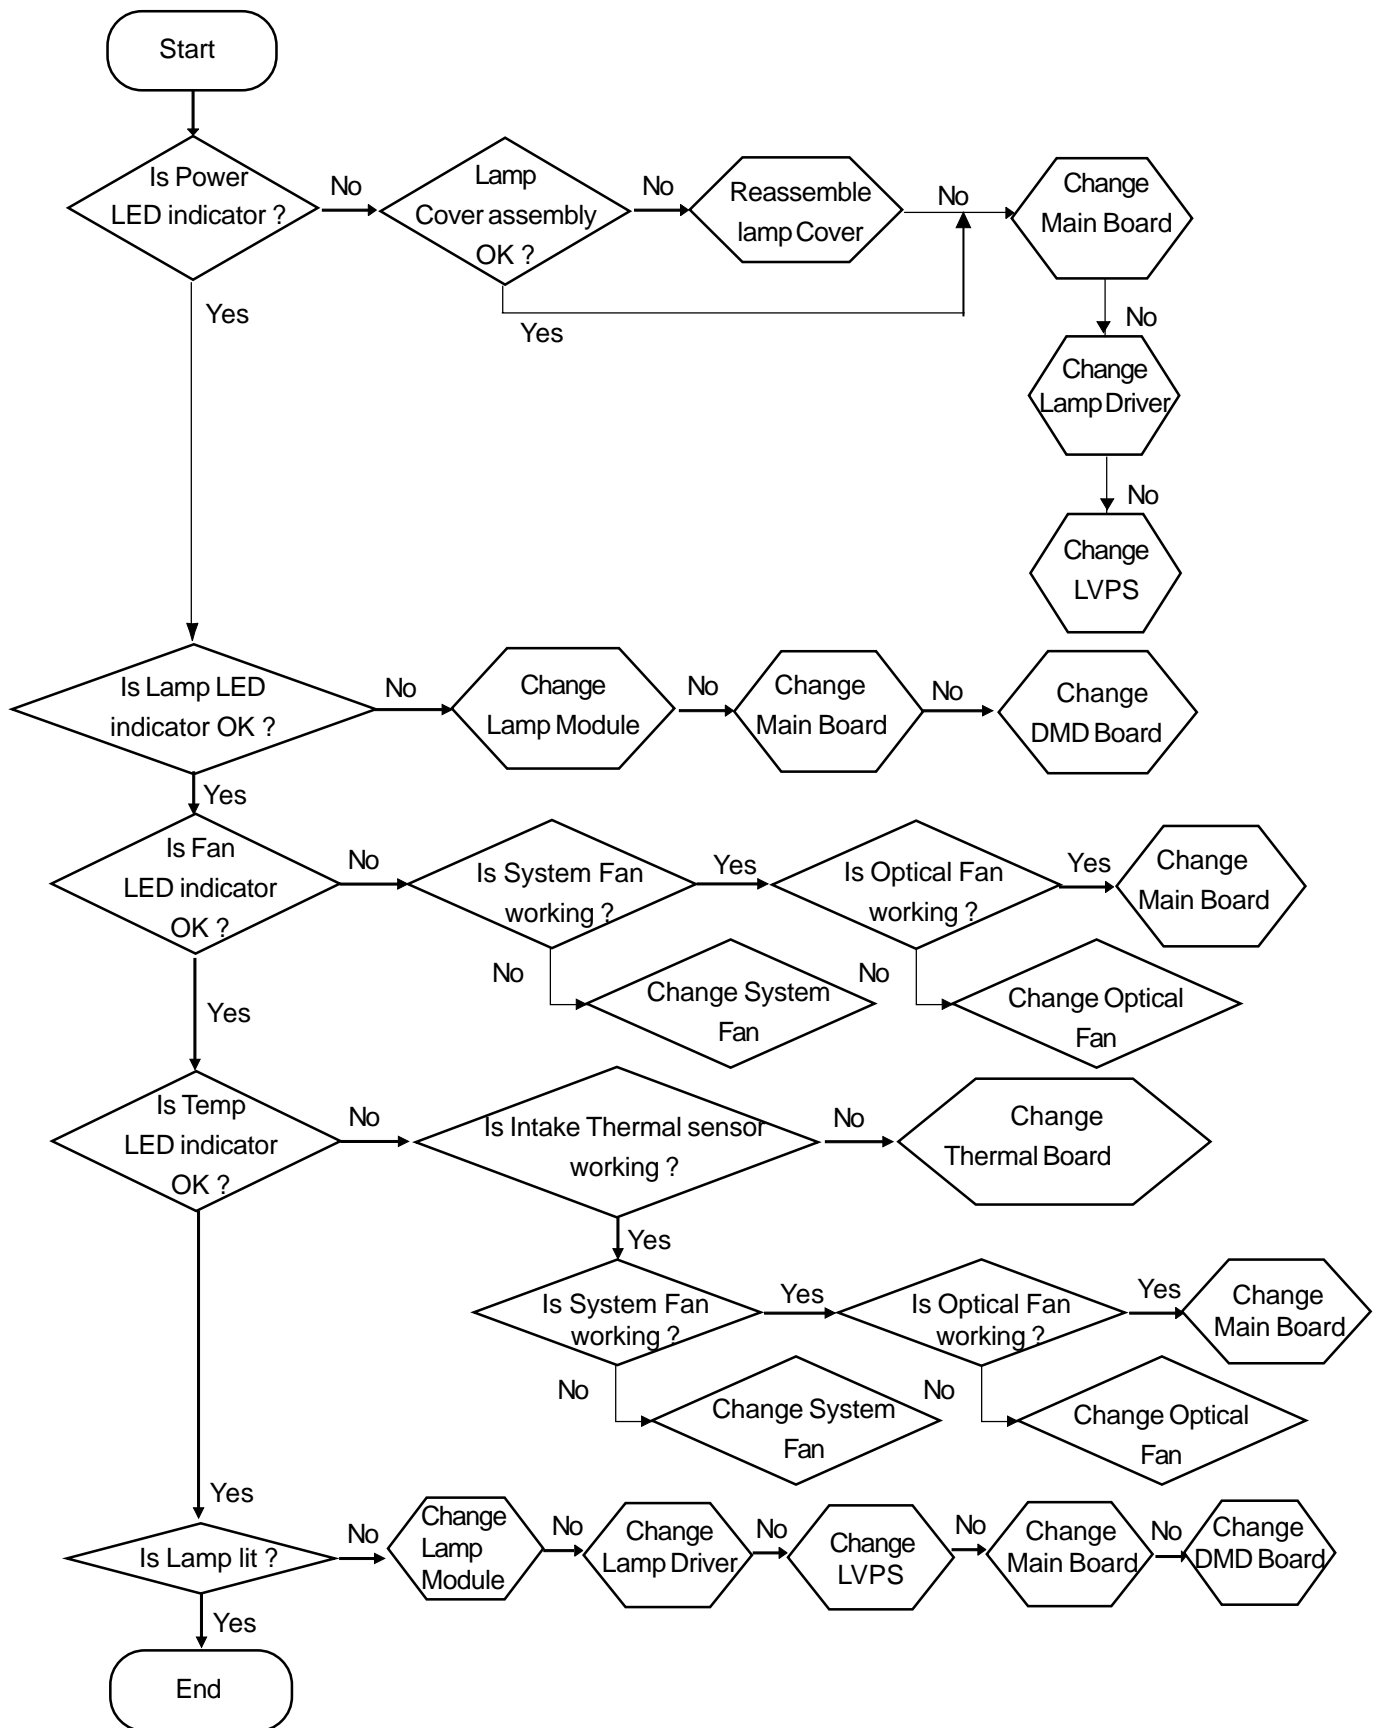 Start
Is Power
LED indicator ?
No
Lamp
Cover assembly
OK ?
No
Reassemble
lamp Cover
No
Change
Main Board
Yes
Yes
No
Change
Lamp Driver
No
Change
LVPS
Is Lamp LED
indicator OK ?
No
Change
Lamp Module
No
Change
Main Board
No
Change
DMD Board
Yes
Is Fan
LED indicator
OK ?
No
Is System Fan
working ?
Yes
Is Optical Fan
working ?
Yes
Change
Main Board
No
Change System
Fan
No
Change Optical
Fan
Yes
Is Temp
LED indicator
OK ?
No
Is Intake Thermal sensor
working ?
No
Change
Thermal Board
Yes
Is System Fan
working ?
Yes
Is Optical Fan
working ?
Yes
Change
Main Board
No
Change System
Fan
No
Change Optical
Fan
Yes
Is Lamp lit ?
No
Change
Lamp
Module
No
Change
Lamp Driver
No
Change
LVPS
No
Change
Main Board
No
Change
DMD Board
Yes
End